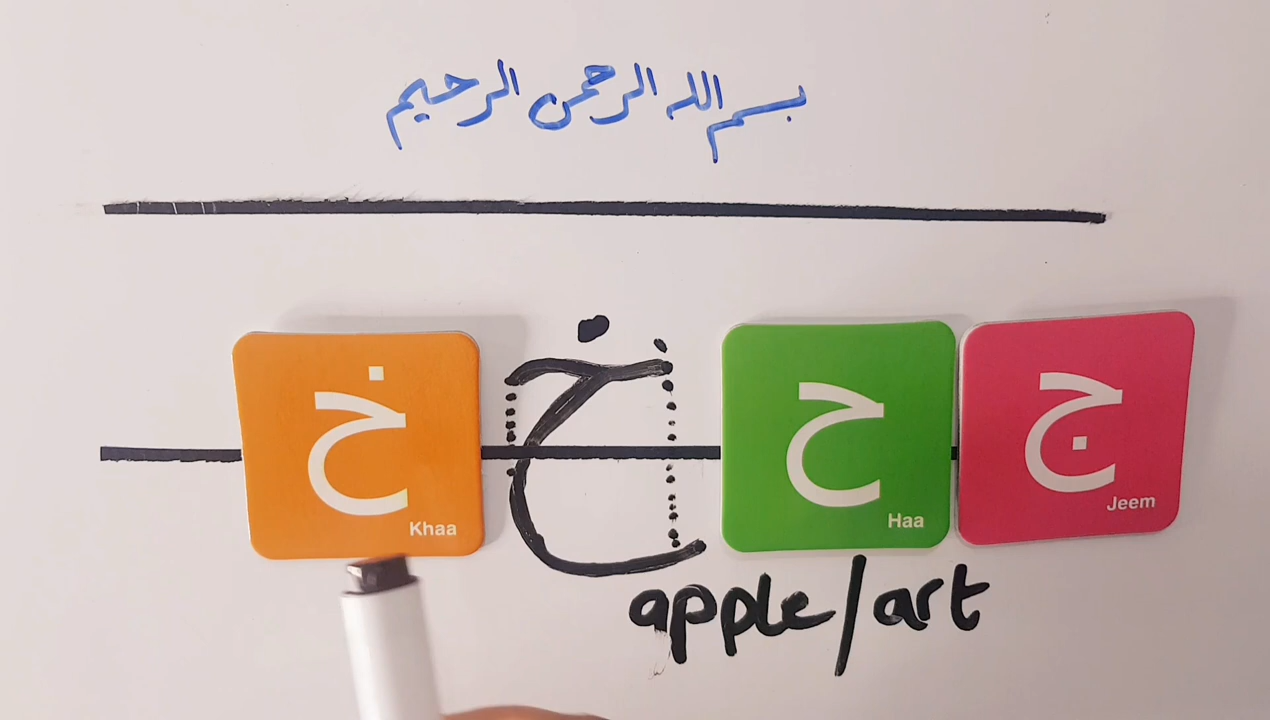 بسم الله الرحمن الرحيم
ج Jeem
ح Haa
خ
خ Khaa
apple/art